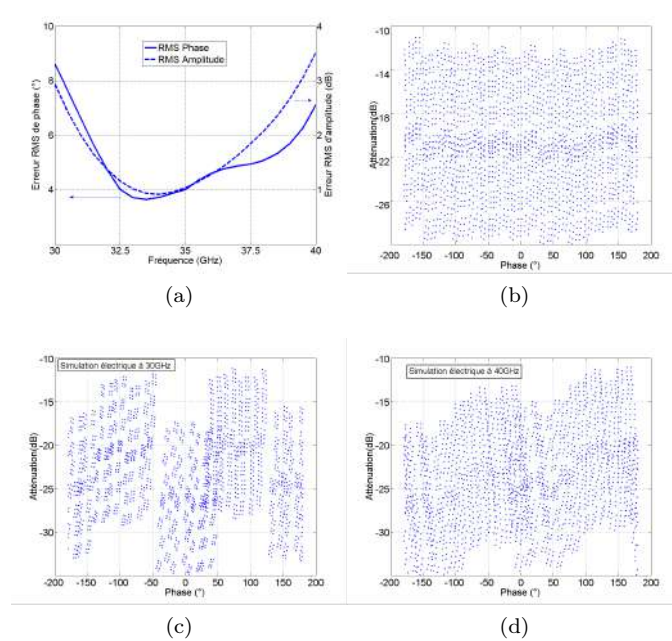 10
8
6
4
4
3
2
1
Errerur RMS de phase (°)
Erreur RMS d'amplitude (dB)
RMS Phase
RMS Amplitude
30 32.5 35 37.5 40
Fréquence (GHz)
(a)
-10
-14
-18
-22
-26
Atténuation(dB)
-200 -150 -100 -50 0 50 100 150 200
Phase (°)
(b)
Simulation électrique à 30GHz
-10
-15
-20
-25
-30
Atténuation(dB)
-200 -150 -100 -50 0 50 100 150 200
Phase (°)
(c)
Simulation électrique à 40GHz
-10
-15
-20
-25
-30
Atténuation(dB)
-200 -150 -100 -50 0 50 100 150 200
Phase (°)
(d)